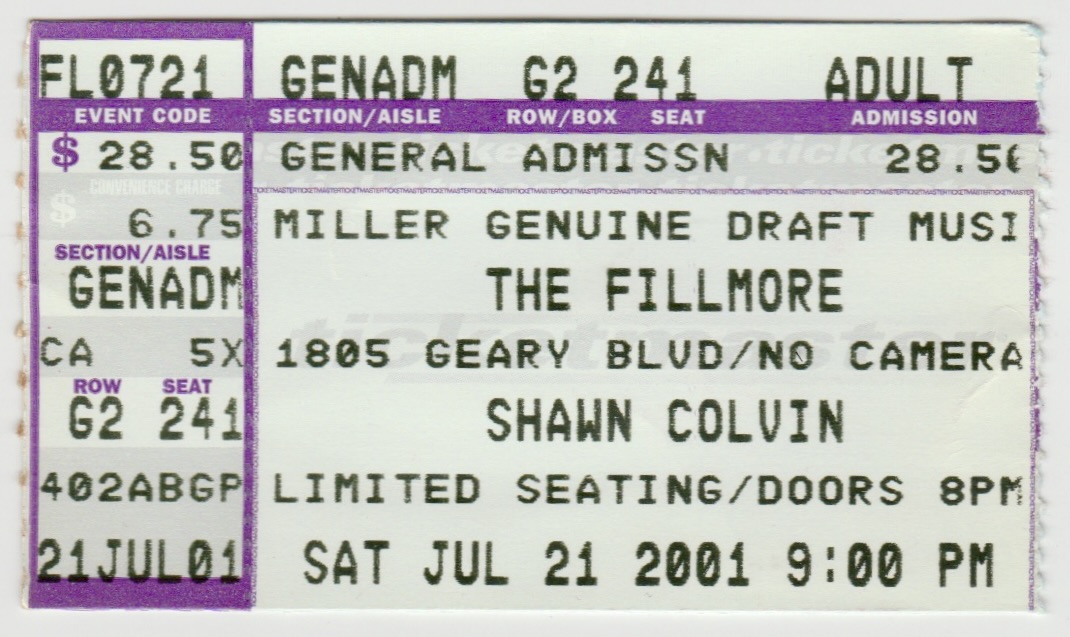 FL0721 GENADM G2 241 ADULT
EVENT CODE SECTION/AISLE ROW/BOX SEAT ADMISSION
$ 28.50 GENERAL ADMISSN 28.50
CONVENIENCE CHARGE
$ 6.75 MILLER GENUINE DRAFT MUSI
SECTION/AISLE
GENADM THE FILLMORE
CA 5X 1805 GEARY BLVD/NO CAMERA
ROW SEAT
G2 241 SHAWN COLVIN
402ABGP LIMITED SEATING/DOORS 8PM
21JUL01 SAT JUL 21 2001 9:00 PM
ticketmaster